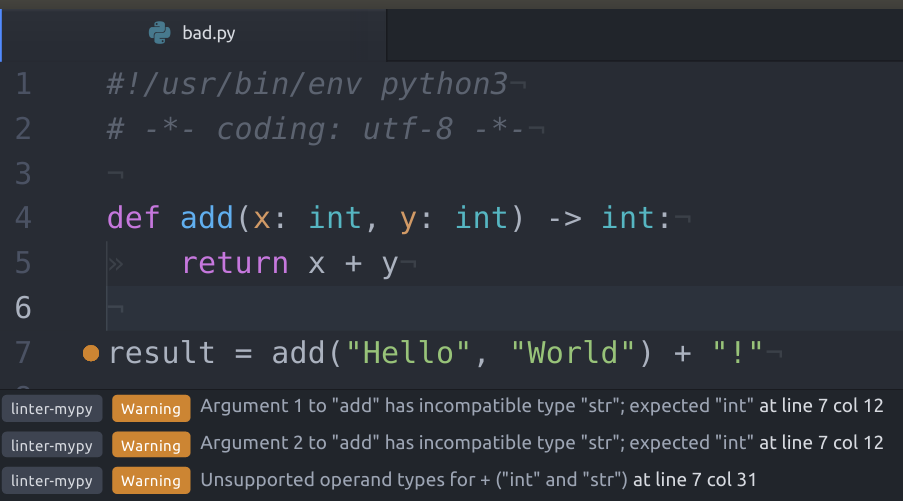 bad.py
1 #!/usr/bin/env python3¬
2 # -*- coding: utf-8 -*-¬
3 ¬
4 def add(x: int, y: int) -> int:¬
5 » return x + y¬
6 ¬
7 result = add("Hello", "World") + "!"¬
linter-mypy Warning Argument 1 to "add" has incompatible type "str"; expected "int" at line 7 col 12
linter-mypy Warning Argument 2 to "add" has incompatible type "str"; expected "int" at line 7 col 12
linter-mypy Warning Unsupported operand types for + ("int" and "str") at line 7 col 31